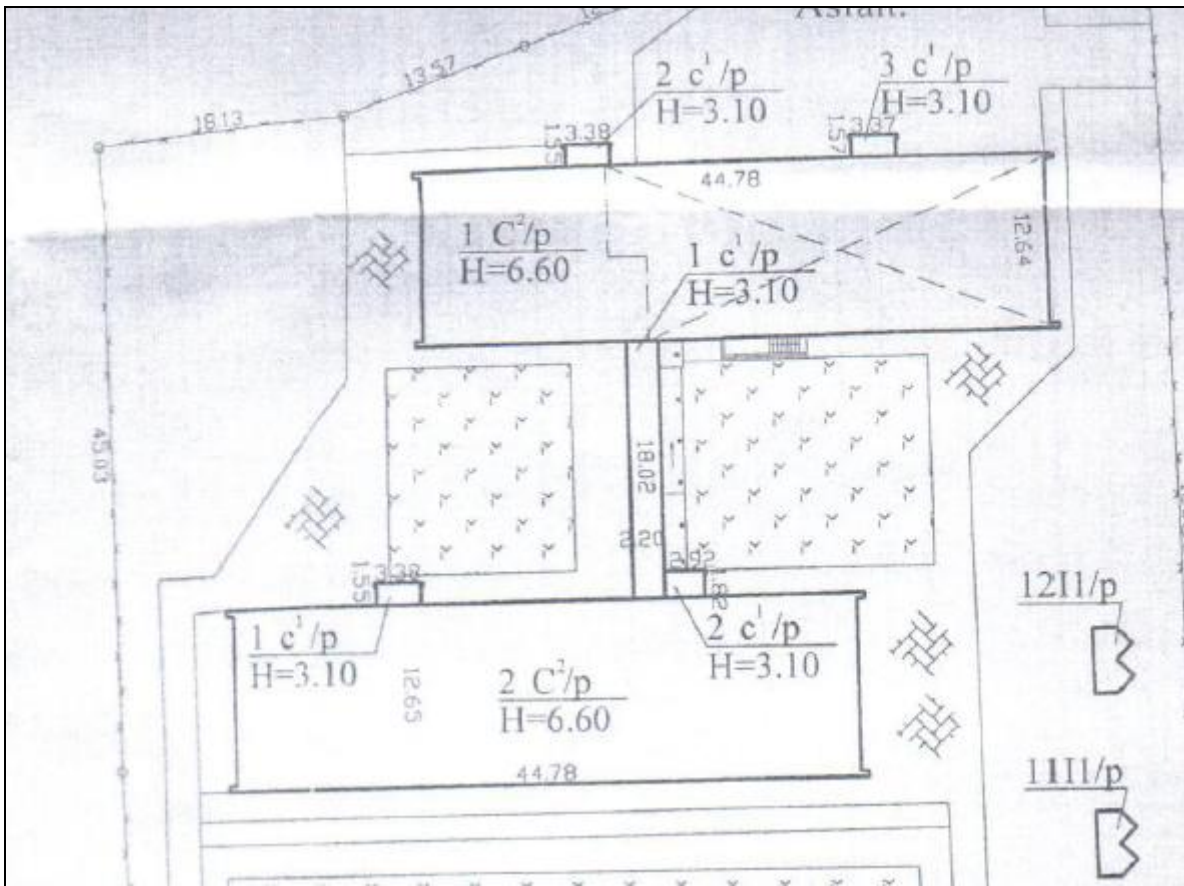 Asfalt.
13.57
18.13
2 c¹/p
H=3.10
3 c¹/p
H=3.10
3.38
1.55
3.37
1.57
44.78
12.64
1 C²/p
H=6.60
1 c¹/p
H=3.10
45.03
18.02
2.20
2.92
1.82
3.38
1.55
1 c¹/p
H=3.10
2 c¹/p
H=3.10
12.65
2 C²/p
H=6.60
44.78
12I1/p
11I1/p